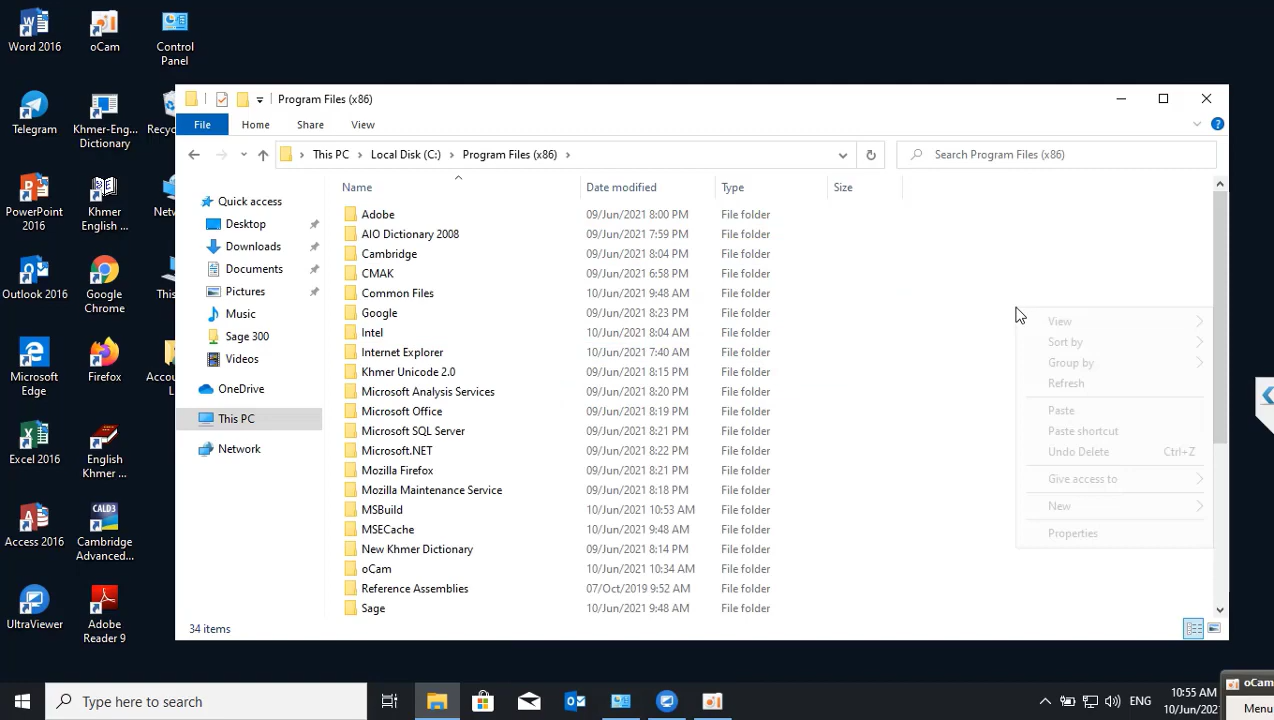 Word 2016
oCam
Control
Panel
Telegram
Khmer-Eng...
Dictionary
Recyc
PowerPoint
2016
Khmer
English ...
Netw
Outlook 2016
Google
Chrome
This
Microsoft
Edge
Firefox
Accou
L
Excel 2016
English
Khmer ...
Access 2016
CALD3
Cambridge
Advanced...
UltraViewer
Adobe
Reader 9
Program Files (x86)
File
Home
Share
View
This PC
Local Disk (C:)
Program Files (x86)
Search Program Files (x86)
Quick access
Desktop
Downloads
Documents
Pictures
Music
Sage 300
Videos
OneDrive
This PC
Network
Name Date modified Type Size
Adobe 09/Jun/2021 8:00 PM File folder
AIO Dictionary 2008 09/Jun/2021 7:59 PM File folder
Cambridge 09/Jun/2021 8:04 PM File folder
CMAK 09/Jun/2021 6:58 PM File folder
Common Files 10/Jun/2021 9:48 AM File folder
Google 09/Jun/2021 8:23 PM File folder
Intel 10/Jun/2021 8:04 AM File folder
Internet Explorer 10/Jun/2021 7:40 AM File folder
Khmer Unicode 2.0 09/Jun/2021 8:15 PM File folder
Microsoft Analysis Services 09/Jun/2021 8:20 PM File folder
Microsoft Office 09/Jun/2021 8:19 PM File folder
Microsoft SQL Server 09/Jun/2021 8:21 PM File folder
Microsoft.NET 09/Jun/2021 8:22 PM File folder
Mozilla Firefox 09/Jun/2021 8:21 PM File folder
Mozilla Maintenance Service 09/Jun/2021 8:18 PM File folder
MSBuild 10/Jun/2021 10:53 AM File folder
MSECache 10/Jun/2021 9:48 AM File folder
New Khmer Dictionary 09/Jun/2021 8:14 PM File folder
oCam 10/Jun/2021 10:34 AM File folder
Reference Assemblies 07/Oct/2019 9:52 AM File folder
Sage 10/Jun/2021 9:48 AM File folder
View
Sort by
Group by
Refresh
Paste
Paste shortcut
Undo Delete Ctrl+Z
Give access to
New
Properties
34 items
Type here to search
ENG
10:55 AM
10/Jun/202
oCam
Menu